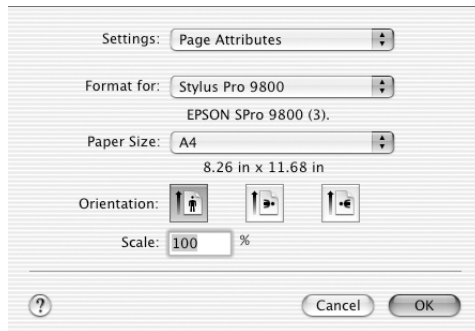 Settings: Page Attributes
Format for: Stylus Pro 9800
EPSON SPro 9800 (3).
Paper Size: A4
8.26 in x 11.68 in
Orientation:
Scale: 100 %
? Cancel OK